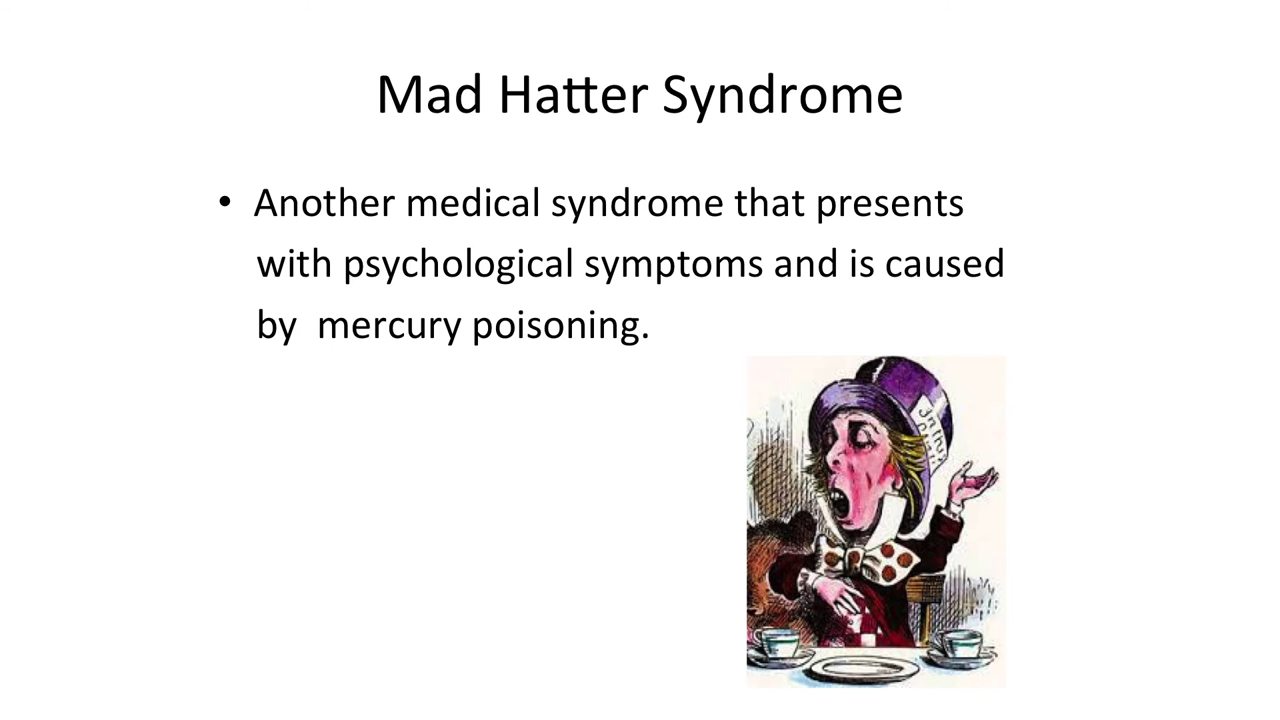 Mad Hatter Syndrome
• Another medical syndrome that presents
with psychological symptoms and is caused
by  mercury poisoning.